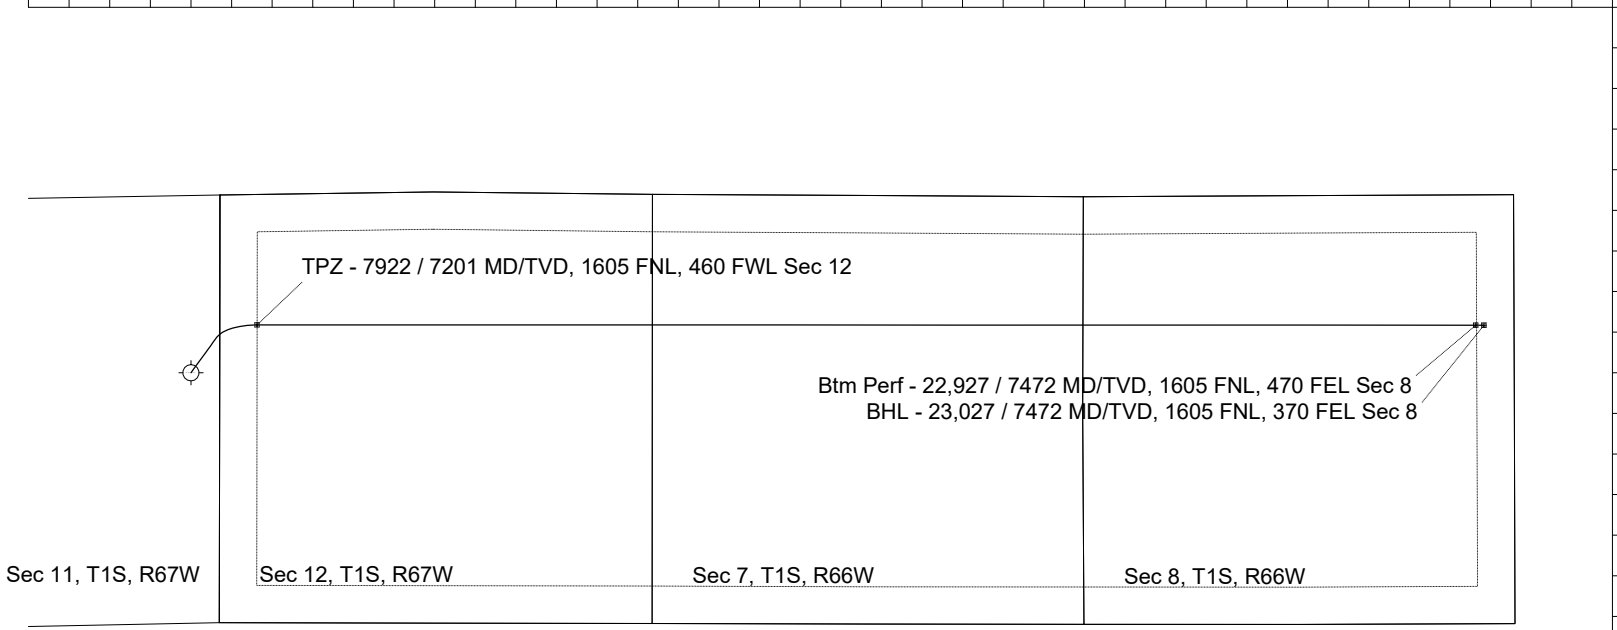 TPZ - 7922 / 7201 MD/TVD, 1605 FNL, 460 FWL Sec 12
Btm Perf - 22,927 / 7472 MD/TVD, 1605 FNL, 470 FEL Sec 8
BHL - 23,027 / 7472 MD/TVD, 1605 FNL, 370 FEL Sec 8
Sec 11, T1S, R67W
Sec 12, T1S, R67W
Sec 7, T1S, R66W
Sec 8, T1S, R66W